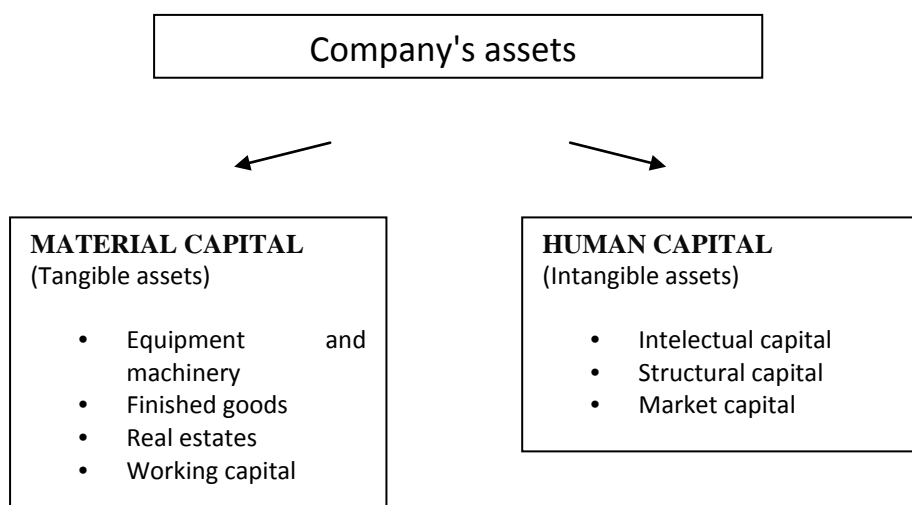 Company's assets
MATERIAL CAPITAL
(Tangible assets)
• Equipment and
machinery
• Finished goods
• Real estates
• Working capital
HUMAN CAPITAL
(Intangible assets)
• Intelectual capital
• Structural capital
• Market capital